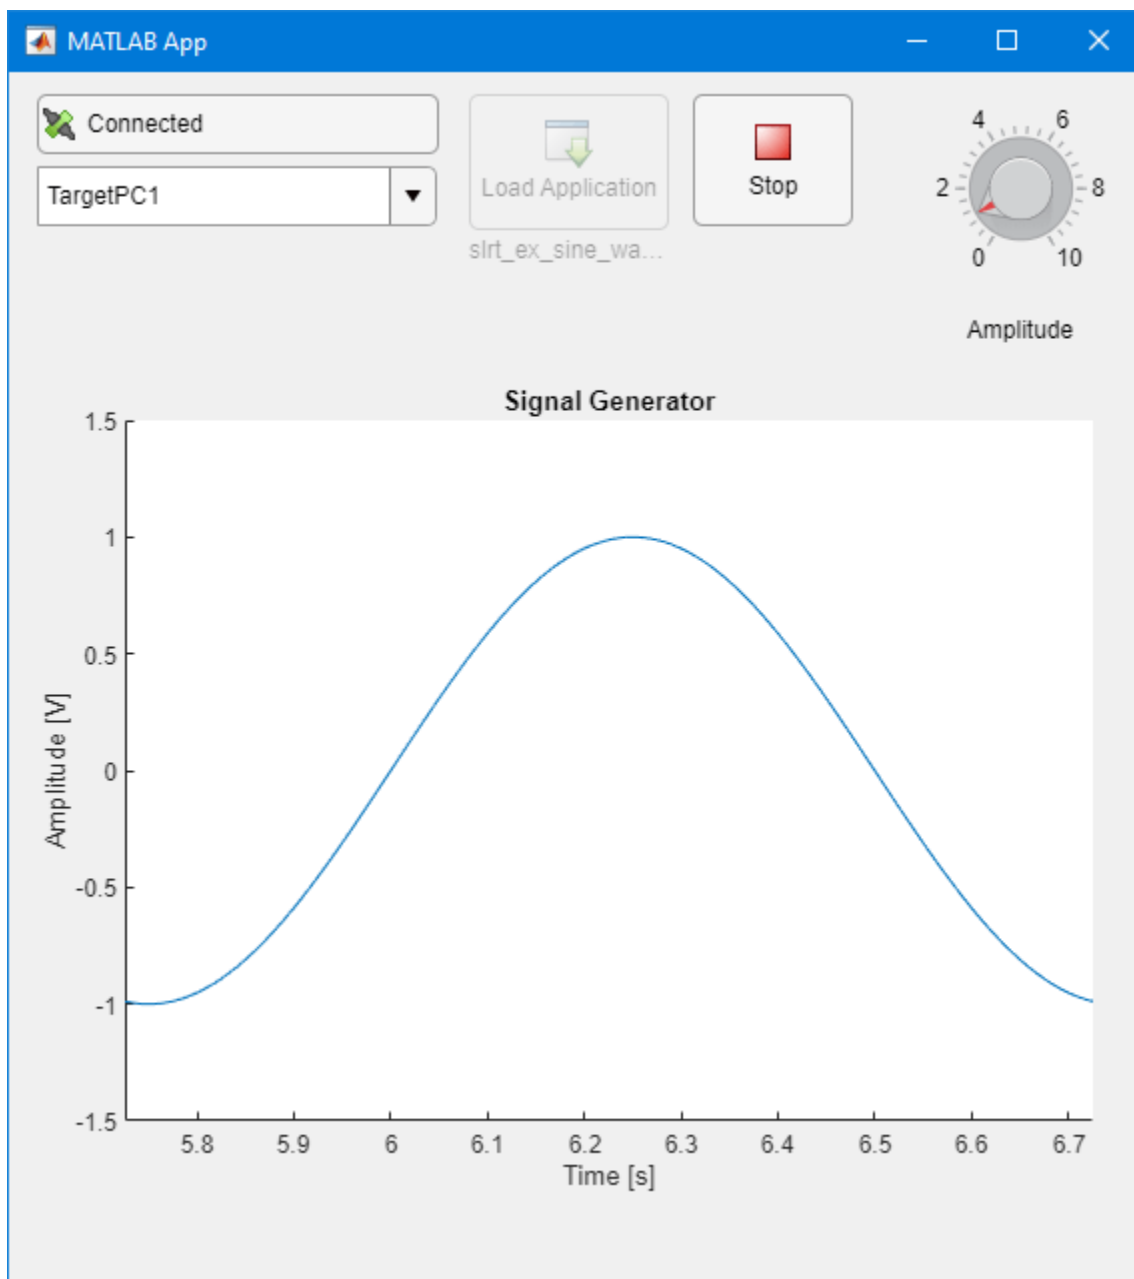 MATLAB App
Connected
TargetPC1
Load Application
slrt_ex_sine_wa...
Stop
4 6
2 8
0 10
Amplitude
Signal Generator
1.5
1
0.5
0
-0.5
-1
-1.5
Amplitude [V]
5.8 5.9 6 6.1 6.2 6.3 6.4 6.5 6.6 6.7
Time [s]